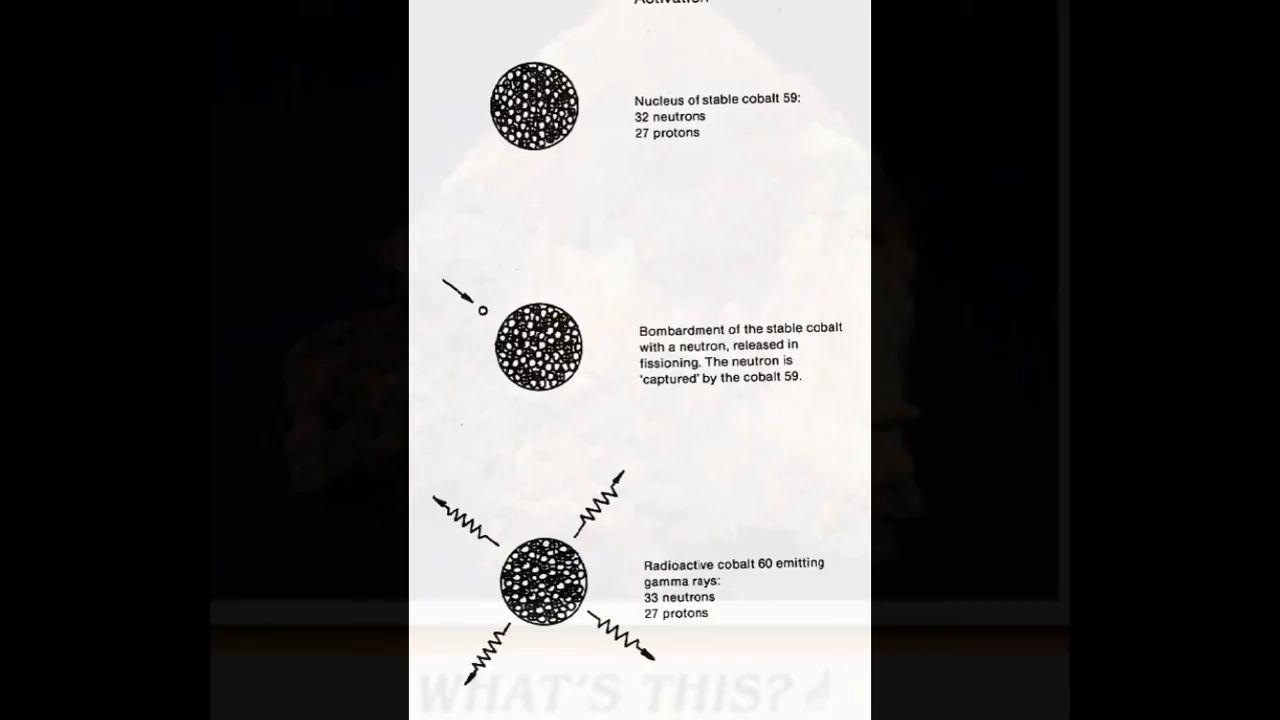 Activation
Nucleus of stable cobalt 59:
32 neutrons
27 protons
Bombardment of the stable cobalt
with a neutron, released in
fissioning. The neutron is
'captured' by the cobalt 59.
Radioactive cobalt 60 emitting
gamma rays:
33 neutrons
27 protons
WHAT'S THIS?